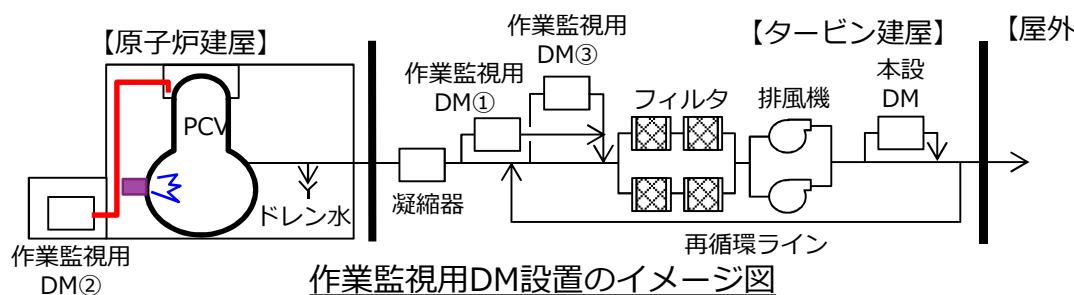 【原子炉建屋】
作業監視用
DM③
【タービン建屋】
【屋外
作業監視用
DM①
フィルタ
排風機
本設
DM
PCV
ドレン水
凝縮器
再循環ライン
作業監視用
DM②
作業監視用DM設置のイメージ図